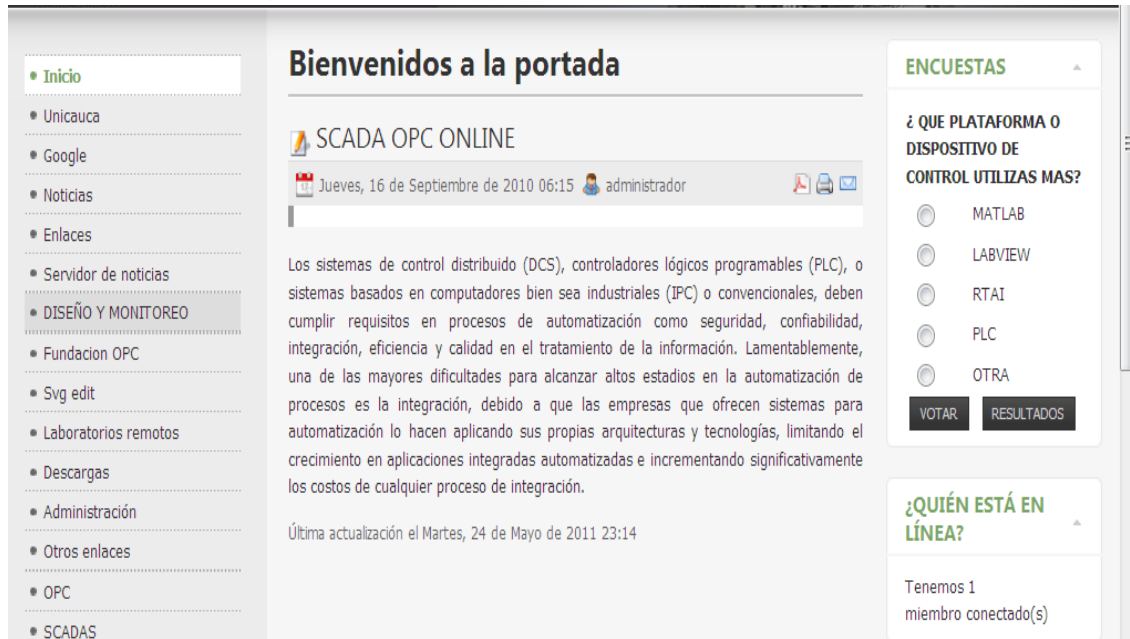 Inicio
Unicauca
Google
Noticias
Enlaces
Servidor de noticias
DISEÑO Y MONITOREO
Fundacion OPC
Svg edit
Laboratorios remotos
Descargas
Administración
Otros enlaces
OPC
SCADAS
Bienvenidos a la portada
SCADA OPC ONLINE
Jueves, 16 de Septiembre de 2010 06:15 administrador
Los sistemas de control distribuido (DCS), controladores lógicos programables (PLC), o
sistemas basados en computadores bien sea industriales (IPC) o convencionales, deben
cumplir requisitos en procesos de automatización como seguridad, confiabilidad,
integración, eficiencia y calidad en el tratamiento de la información. Lamentablemente,
una de las mayores dificultades para alcanzar altos estadios en la automatización de
procesos es la integración, debido a que las empresas que ofrecen sistemas para
automatización lo hacen aplicando sus propias arquitecturas y tecnologías, limitando el
crecimiento en aplicaciones integradas automatizadas e incrementando significativamente
los costos de cualquier proceso de integración.
Última actualización el Martes, 24 de Mayo de 2011 23:14
ENCUESTAS
¿ QUE PLATAFORMA O
DISPOSITIVO DE
CONTROL UTILIZAS MAS?
MATLAB
LABVIEW
RTAI
PLC
OTRA
VOTAR RESULTADOS
¿QUIÉN ESTÁ EN
LÍNEA?
Tenemos 1
miembro conectado(s)